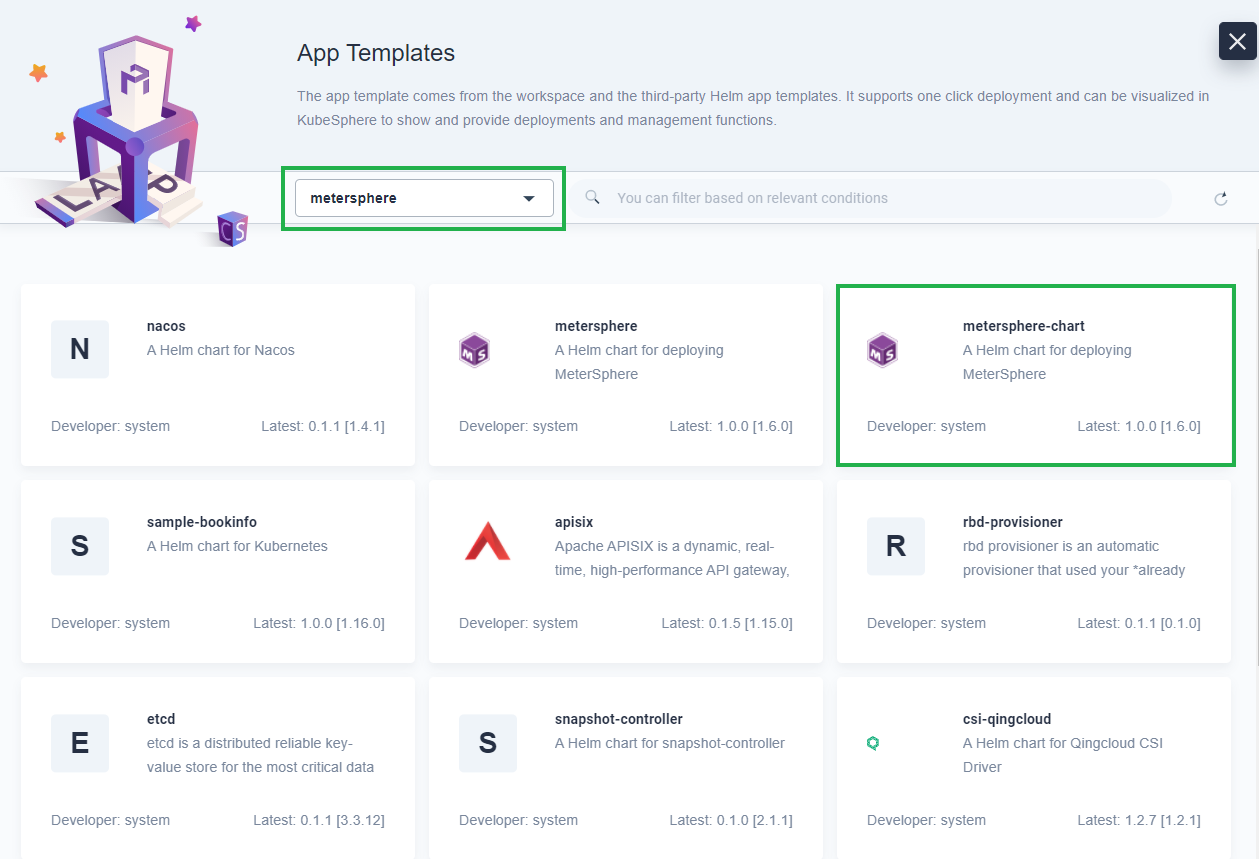 App Templates
The app template comes from the workspace and the third-party Helm app templates. It supports one click deployment and can be visualized in
KubeSphere to show and provide deployments and management functions.
LAP
CS
metersphere
You can filter based on relevant conditions
N
nacos
A Helm chart for Nacos
Developer: system
Latest: 0.1.1 [1.4.1]
MS
metersphere
A Helm chart for deploying
MeterSphere
Developer: system
Latest: 1.0.0 [1.6.0]
MS
metersphere-chart
A Helm chart for deploying
MeterSphere
Developer: system
Latest: 1.0.0 [1.6.0]
S
sample-bookinfo
A Helm chart for Kubernetes
Developer: system
Latest: 1.0.0 [1.16.0]
apisix
Apache APISIX is a dynamic, real-
time, high-performance API gateway,
Developer: system
Latest: 0.1.5 [1.15.0]
R
rbd-provisioner
rbd provisioner is an automatic
provisioner that used your *already
Developer: system
Latest: 0.1.1 [0.1.0]
E
etcd
etcd is a distributed reliable key-
value store for the most critical data
Developer: system
Latest: 0.1.1 [3.3.12]
S
snapshot-controller
A Helm chart for snapshot-controller
Developer: system
Latest: 0.1.0 [2.1.1]
csi-qingcloud
A Helm chart for Qingcloud CSI
Driver
Developer: system
Latest: 1.2.7 [1.2.1]